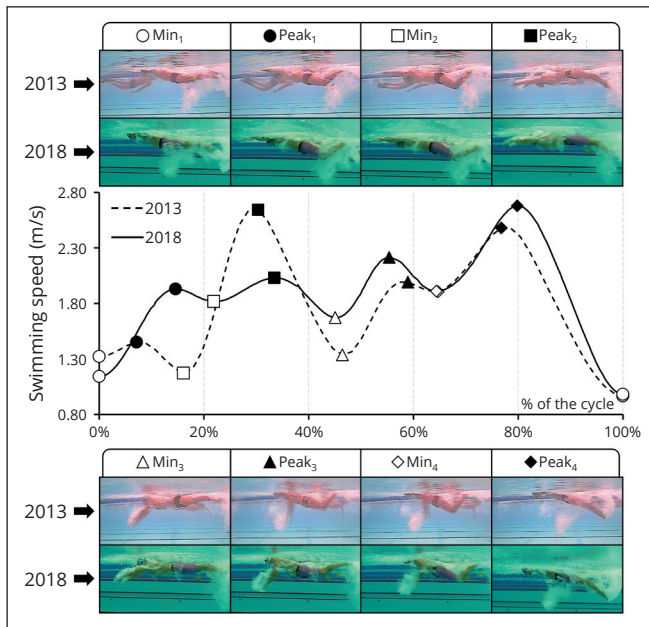 ○ Min₁ ● Peak₁ □ Min₂ ■ Peak₂
2013
2018
Swimming speed (m/s)
2.80
2.30
1.80
1.30
0.80
2013
2018
% of the cycle
0% 20% 40% 60% 80% 100%
△ Min₃ ▲ Peak₃ ◇ Min₄ ◆ Peak₄
2013
2018